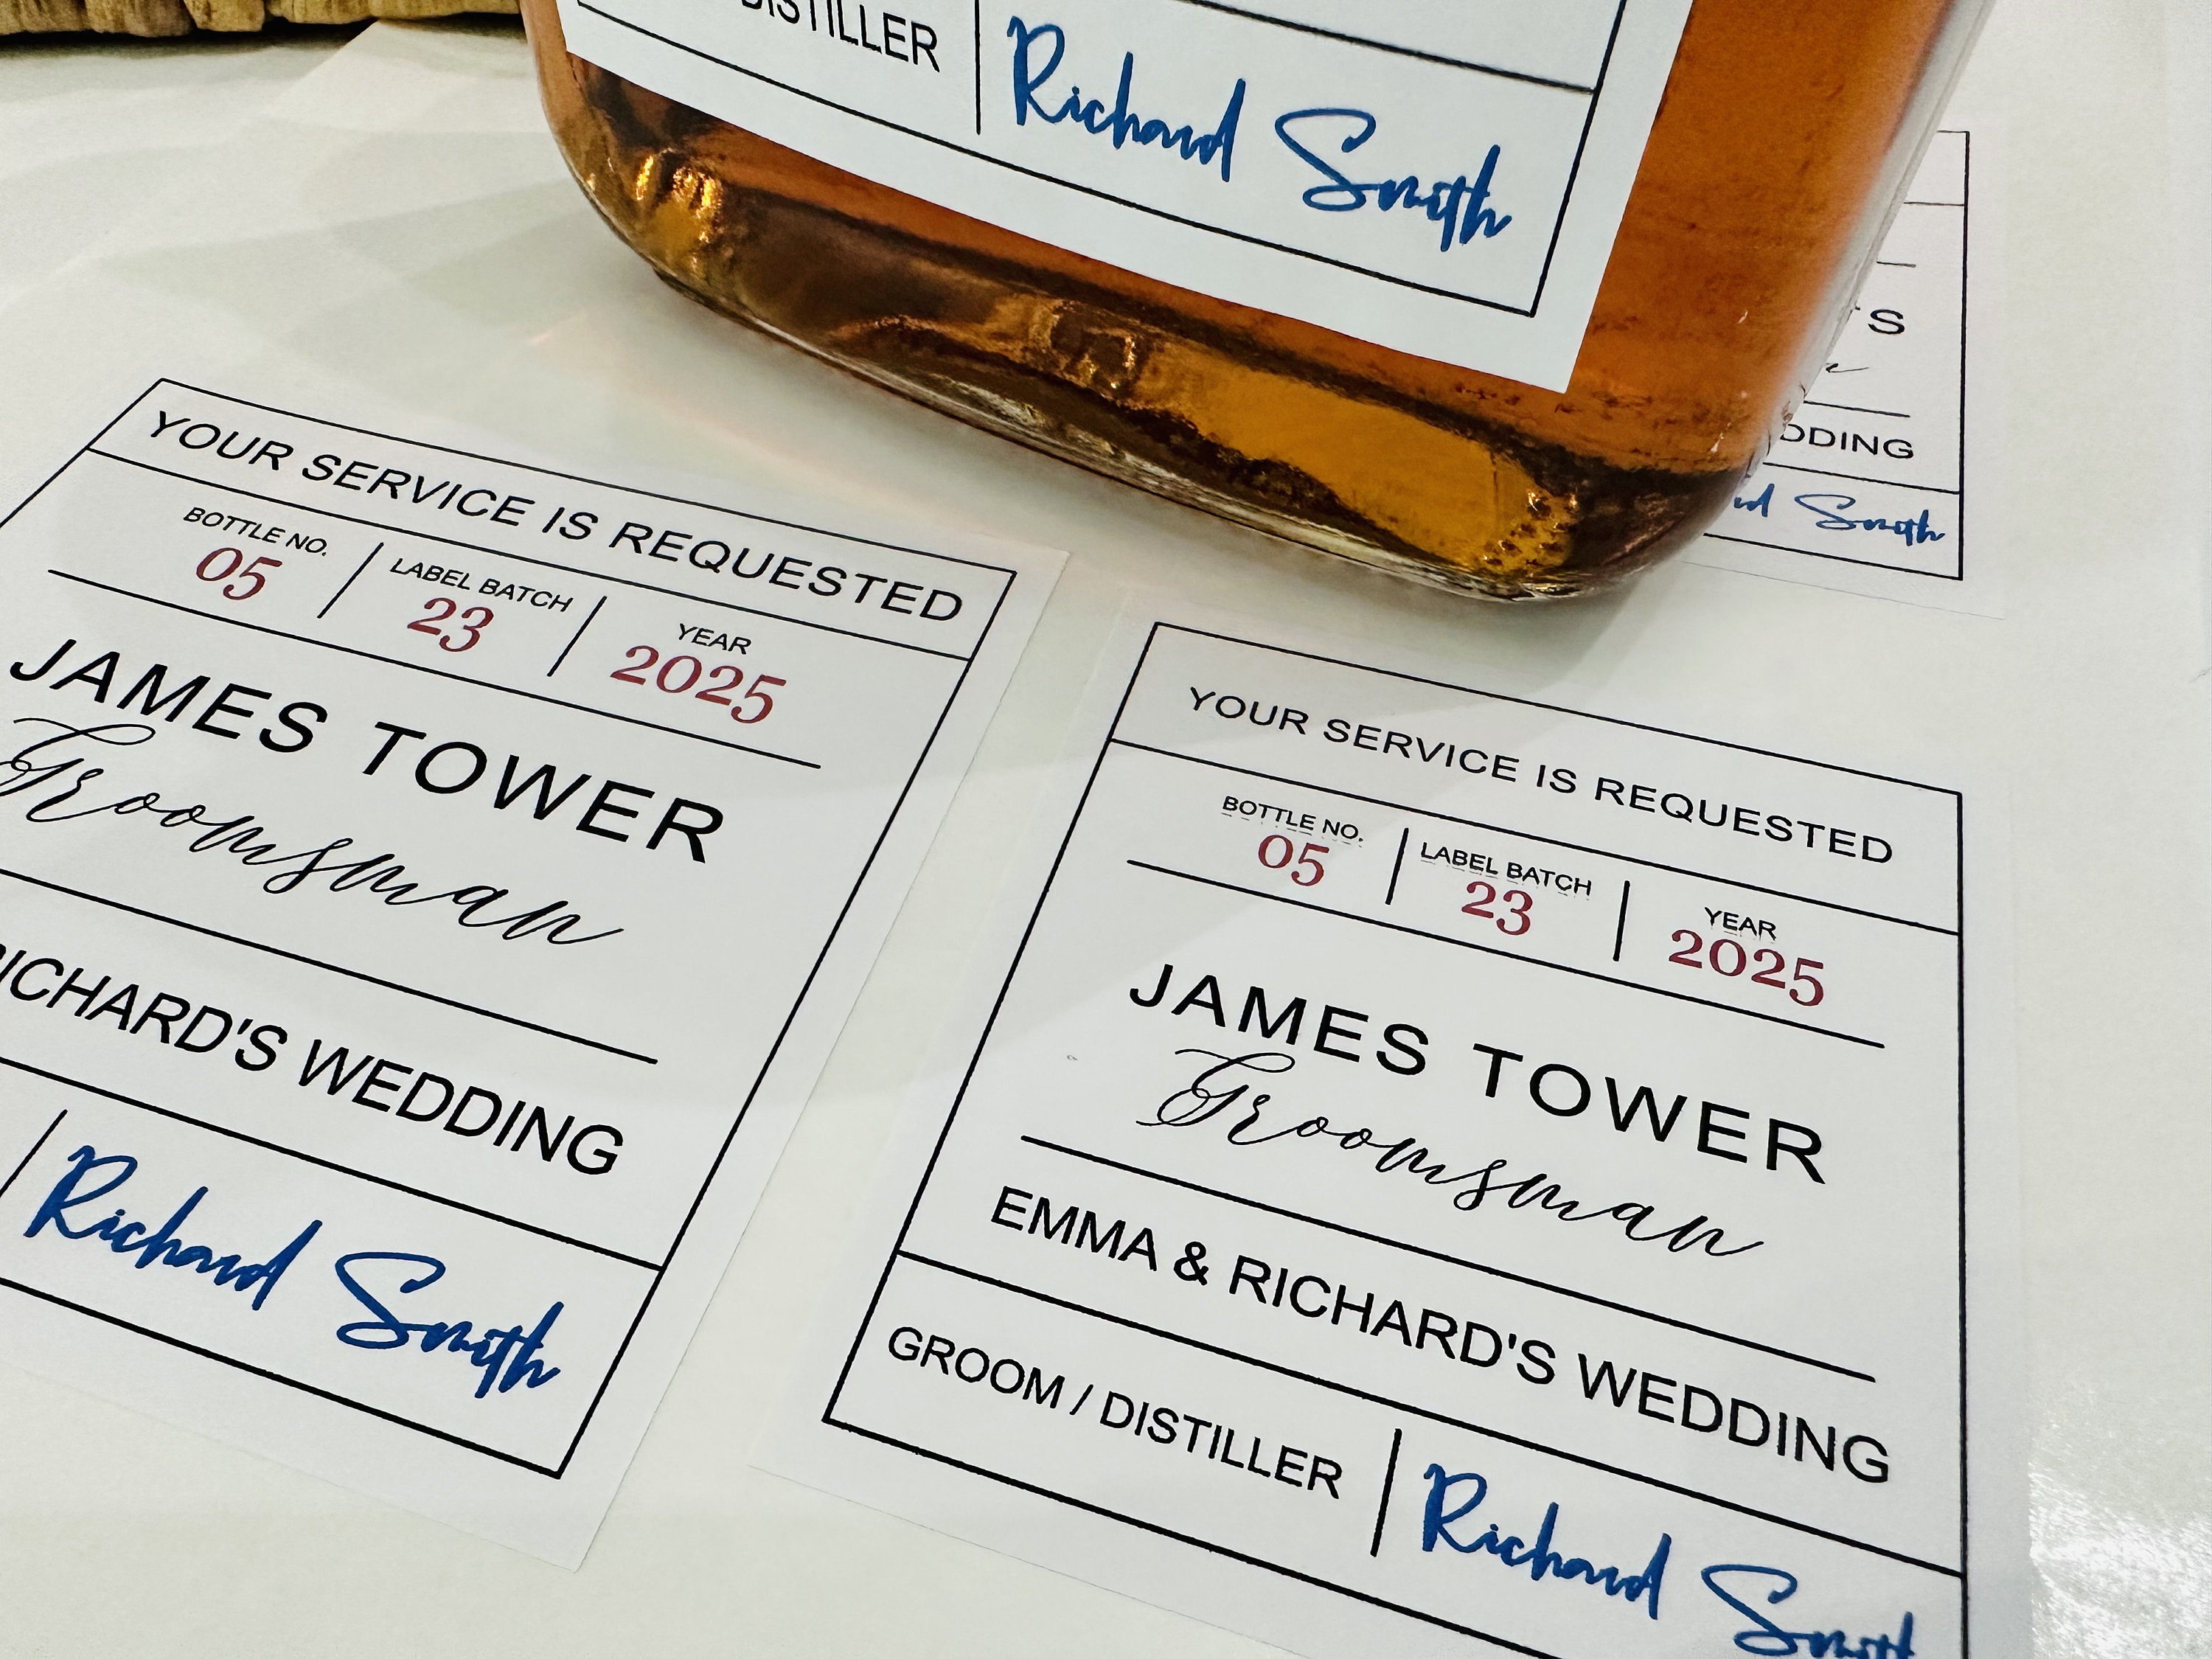 DISTILLER
Richard Smith
'S
DDING
Smith
YOUR SERVICE IS REQUESTED
BOTTLE NO. LABEL BATCH YEAR
05 23 2025
JAMES TOWER
Groomsman
RICHARD'S WEDDING
Richard Smith
YOUR SERVICE IS REQUESTED
BOTTLE NO. LABEL BATCH YEAR
05 23 2025
JAMES TOWER
Groomsman
EMMA & RICHARD'S WEDDING
GROOM / DISTILLER
Richard Smith